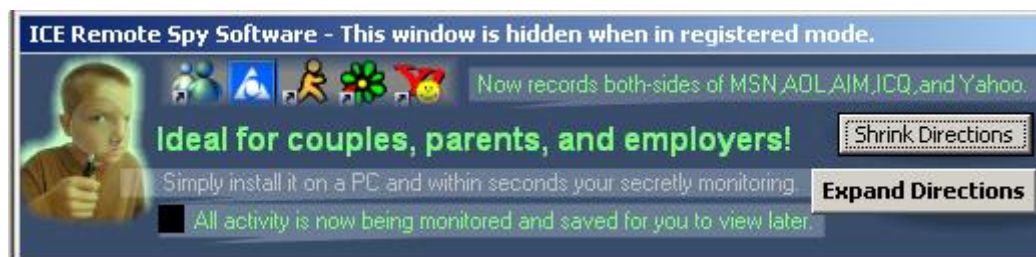 ICE Remote Spy Software - This window is hidden when in registered mode.
Now records both-sides of MSN,AOL,AIM,ICQ,and Yahoo.
Ideal for couples, parents, and employers!
Shrink Directions
Simply install it on a PC and within seconds your secretly monitoring.
Expand Directions
All activity is now being monitored and saved for you to view later.